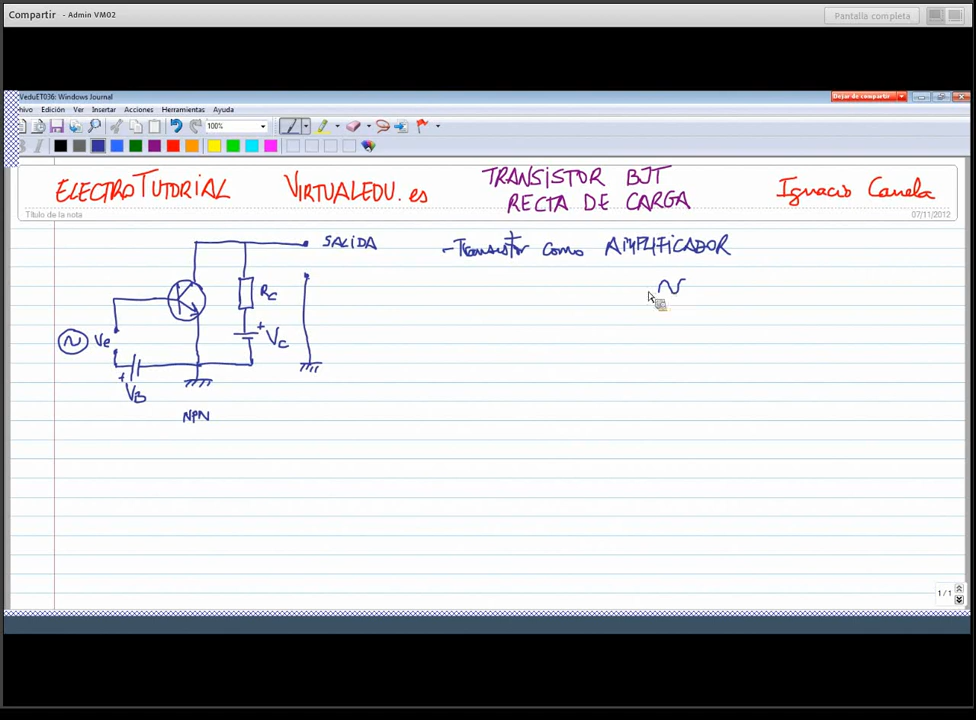 Compartir - Admin VM02
Pantalla completa
VeduET036: Windows Journal
Dejar de compartir
hivo Edición Ver Insertar Acciones Herramientas Ayuda
100%
ELECTROTUTORIAL VIRTUALEDU.es
TRANSISTOR BJT
RECTA DE CARGA
Ignacio Canela
Título de la nota
07/11/2012
SALIDA
- Transistor como AMPLIFICADOR
RC
Ve
+
VC
+
VB
NPN
1/1